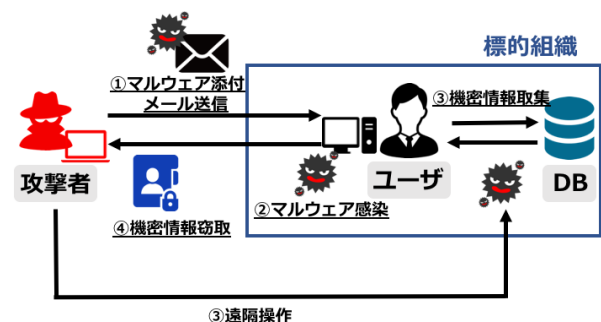 標的組織
①マルウェア添付
メール送信
③機密情報取集
攻撃者
ユーザ
DB
②マルウェア感染
④機密情報窃取
③遠隔操作